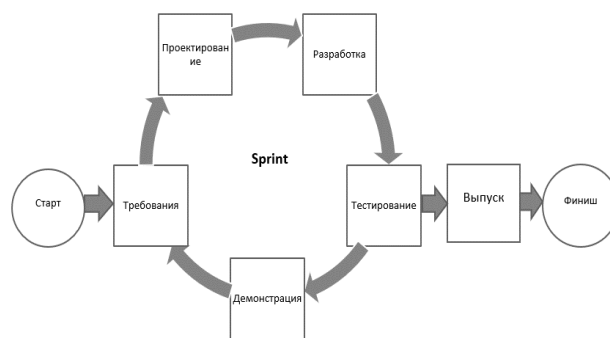 Проектирован
ие
Разработка
Sprint
Старт
Требования
Тестирование
Выпуск
Финиш
Демонстрация